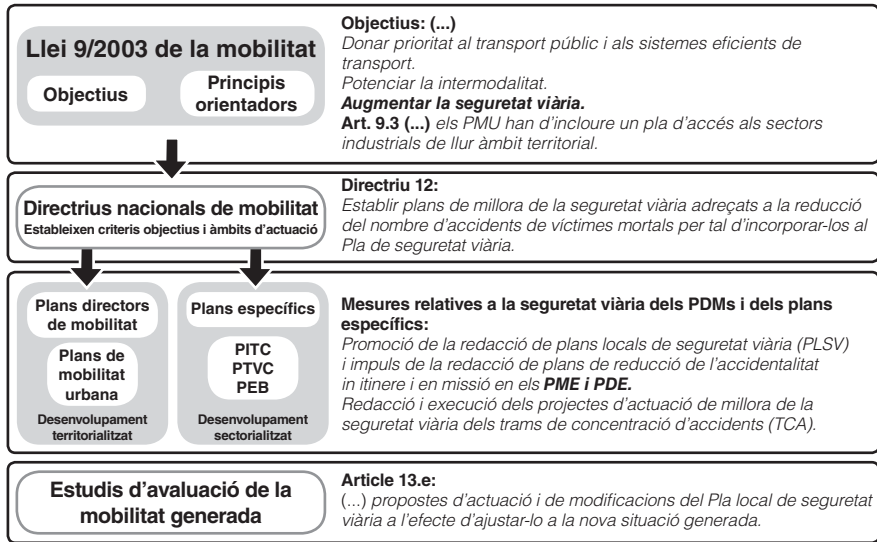 Llei 9/2003 de la mobilitat
Objectius
Principis
orientadors
Objectius: (...)
Donar prioritat al transport públic i als sistemes eficients de
transport.
Potenciar la intermodalitat.
Augmentar la seguretat viària.
Art. 9.3 (...) els PMU han d'incloure un pla d'accés als sectors
industrials de llur àmbit territorial.
Directrius nacionals de mobilitat
Estableixen criteris objectius i àmbits d'actuació
Directriu 12:
Establir plans de millora de la seguretat viària adreçats a la reducció
del nombre d'accidents de víctimes mortals per tal d'incorporar-los al
Pla de seguretat viària.
Plans directors
de mobilitat
Plans de
mobilitat
urbana
Desenvolupament
territorialitzat
Plans específics
PITC
PTVC
PEB
Desenvolupament
sectorialitzat
Mesures relatives a la seguretat viària dels PDMs i dels plans
específics:
Promoció de la redacció de plans locals de seguretat viària (PLSV)
i impuls de la redacció de plans de reducció de l'accidentalitat
in itinere i en missió en els PME i PDE.
Redacció i execució dels projectes d'actuació de millora de la
seguretat viària dels trams de concentració d'accidents (TCA).
Estudis d'avaluació de la
mobilitat generada
Article 13.e:
(...) propostes d'actuació i de modificacions del Pla local de seguretat
viària a l'efecte d'ajustar-lo a la nova situació generada.